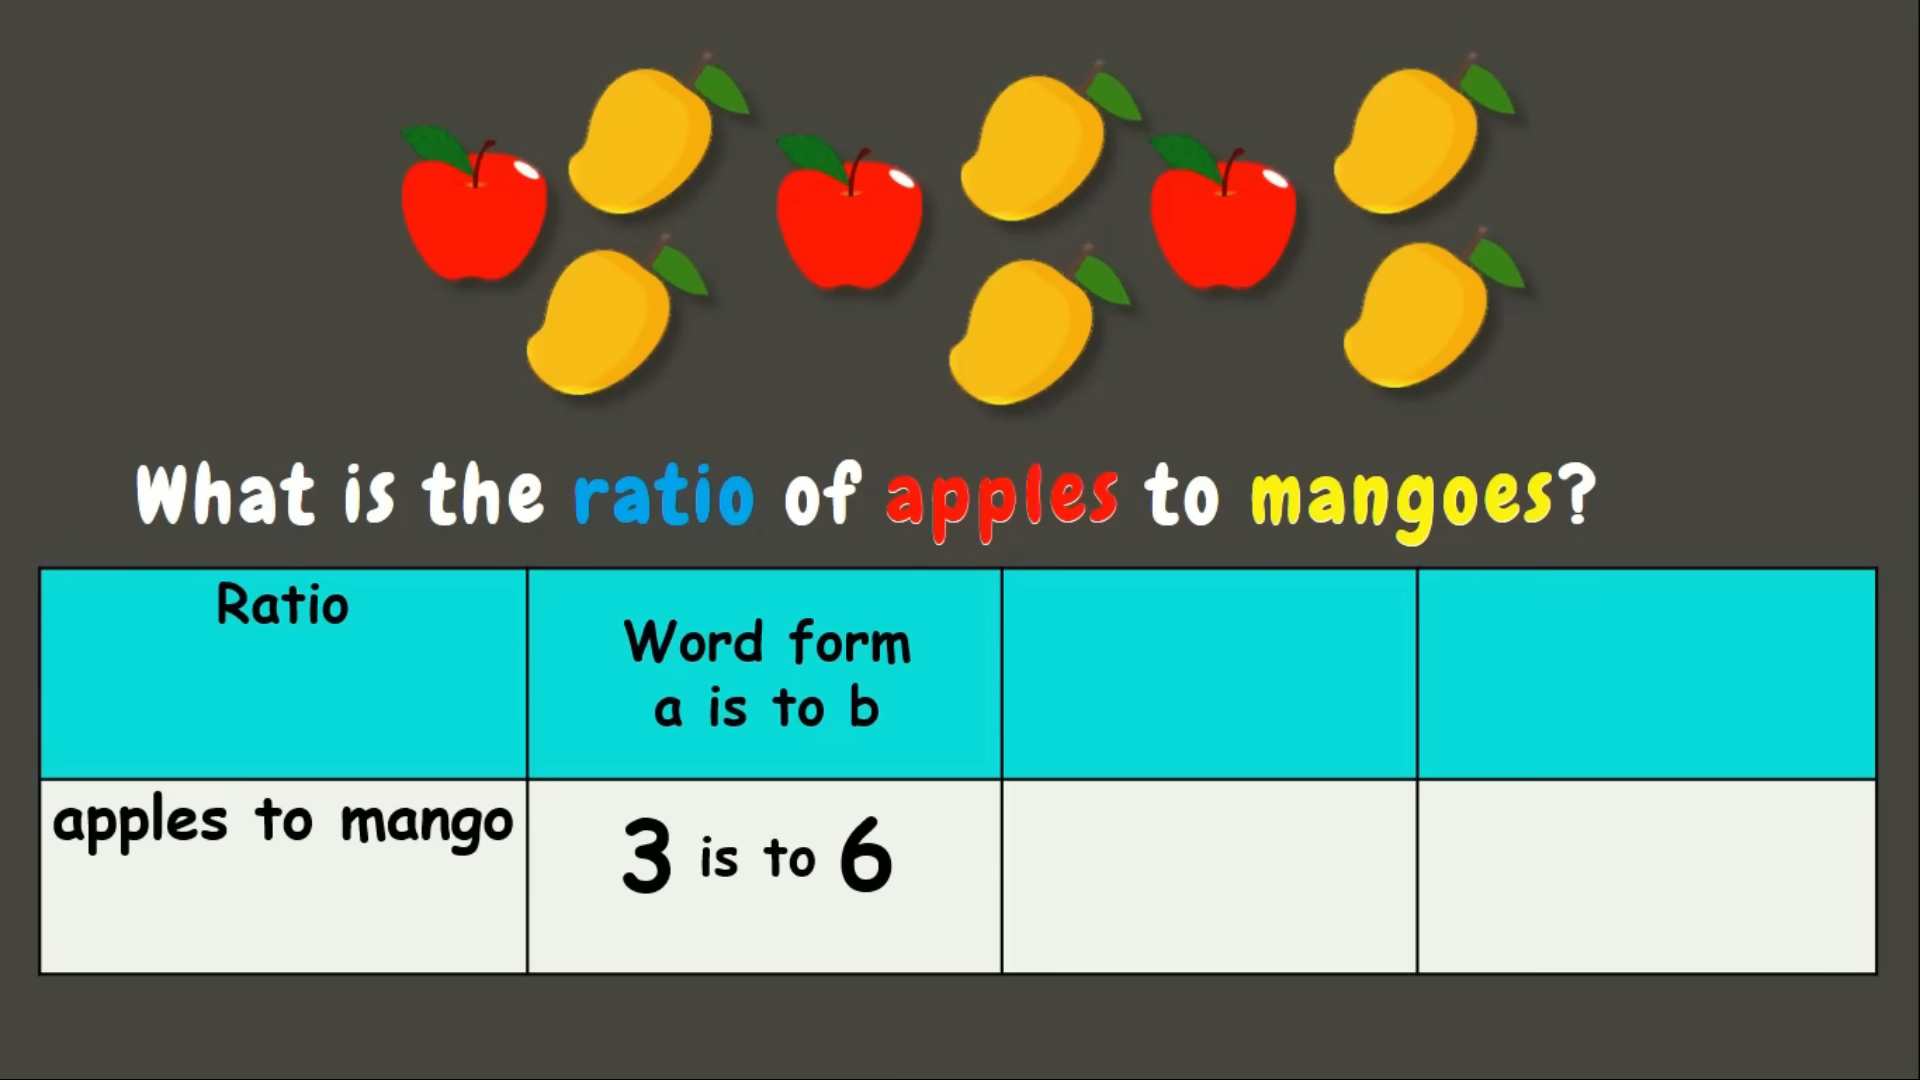 What is the ratio of apples to mangoes?
Ratio
Word form
a is to b
apples to mango
3 is to 6